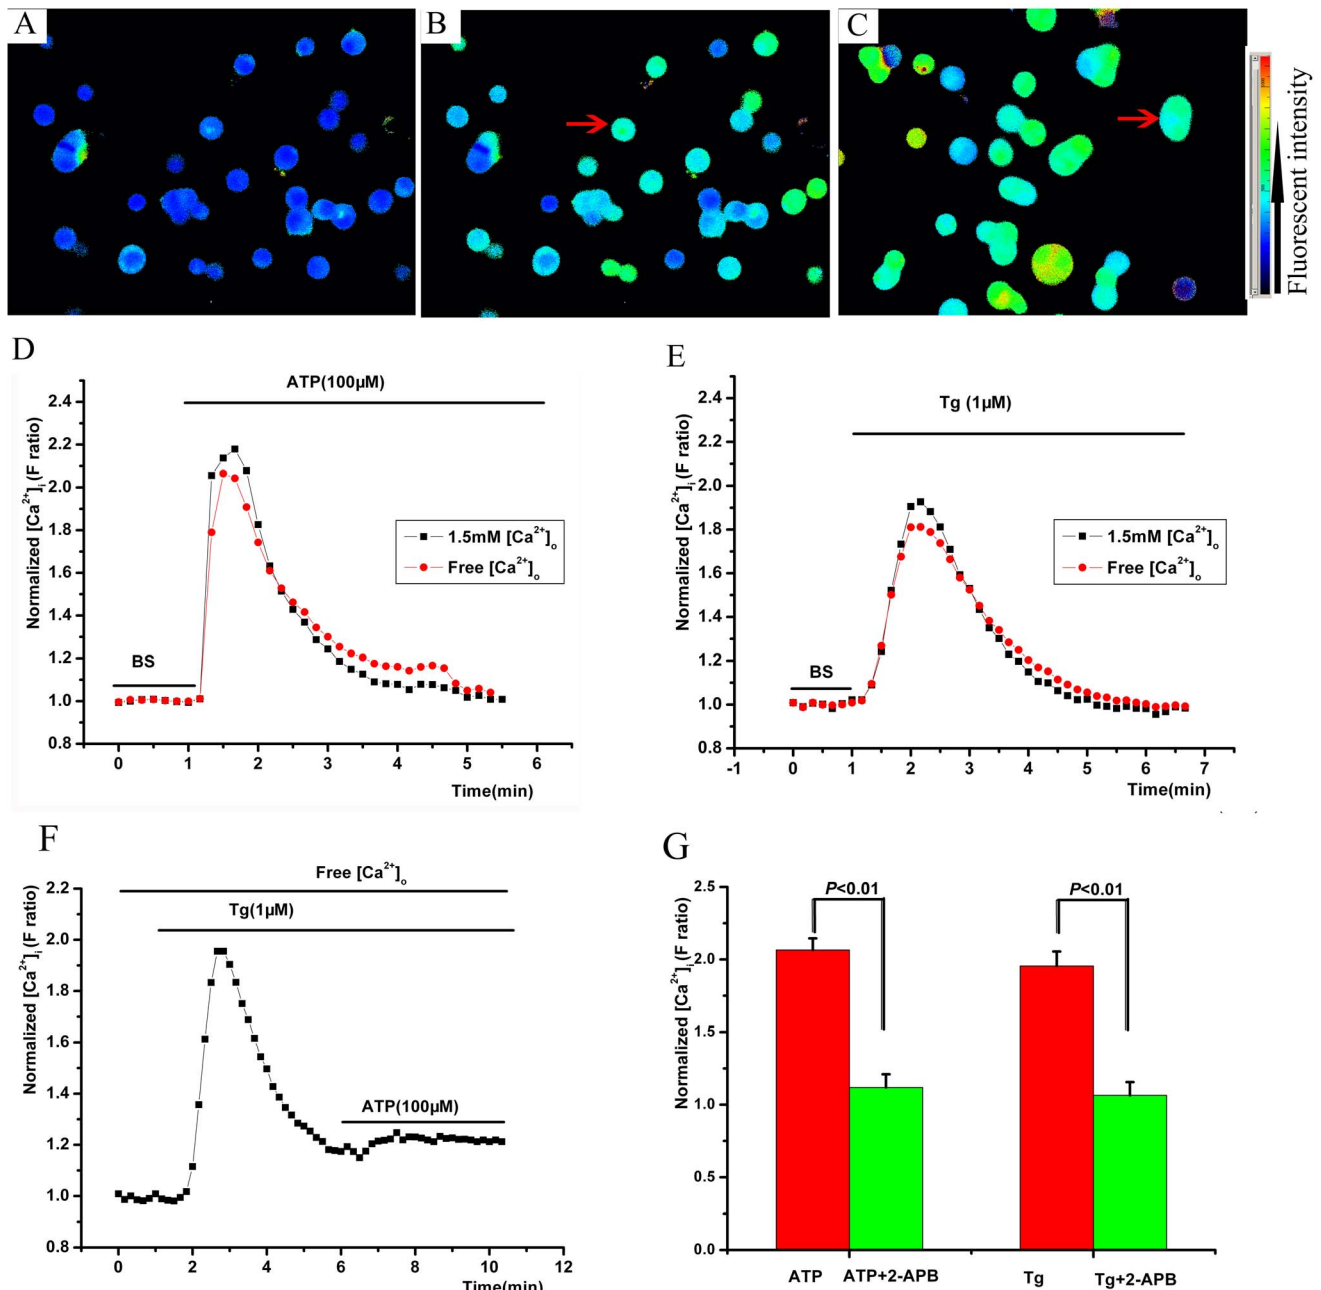 A
B
C
Fluorescent intensity
D
ATP(100μM)
Normalized [Ca²⁺]ᵢ (F ratio)
2.4
2.2
2.0
1.8
1.6
1.4
1.2
1.0
0.8
1.5mM [Ca²⁺]ₒ
Free [Ca²⁺]ₒ
BS
0 1 2 3 4 5 6
Time(min)
E
Tg (1μM)
Normalized [Ca²⁺]ᵢ (F ratio)
2.4
2.2
2.0
1.8
1.6
1.4
1.2
1.0
0.8
1.5mM [Ca²⁺]ₒ
Free [Ca²⁺]ₒ
BS
-1 0 1 2 3 4 5 6 7
Time(min)
F
Free [Ca²⁺]ₒ
Tg(1μM)
Normalized [Ca²⁺]ᵢ (F ratio)
2.2
2.0
1.8
1.6
1.4
1.2
1.0
0.8
ATP(100μM)
0 2 4 6 8 10 12
Time(min)
G
Normalized [Ca²⁺]ᵢ (F ratio)
2.5
2.0
1.5
1.0
0.5
0.0
P<0.01
P<0.01
ATP ATP+2-APB Tg Tg+2-APB